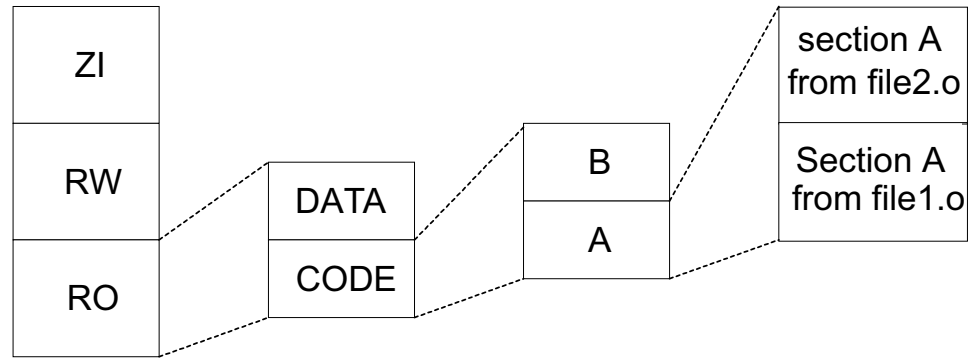 ZI
RW
RO
DATA
CODE
B
A
section A
from file2.o
Section A
from file1.o